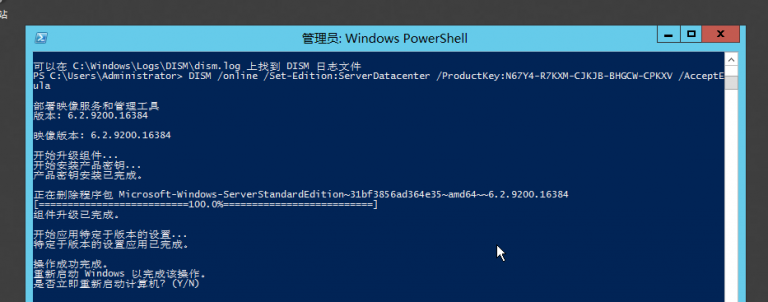 站
管理员: Windows PowerShell
可以在 C:\Windows\Logs\DISM\dism.log 上找到 DISM 日志文件
PS C:\Users\Administrator> DISM /online /Set-Edition:ServerDatacenter /ProductKey:N67Y4-R7KXM-CJKJB-BHGCW-CPKXV /AcceptE
ula
部署映像服务和管理工具
版本: 6.2.9200.16384
映像版本: 6.2.9200.16384
开始升级组件...
开始安装产品密钥...
产品密钥安装已完成。
正在删除程序包 Microsoft-Windows-ServerStandardEdition~31bf3856ad364e35~amd64~~6.2.9200.16384
[==========================100.0%==========================]
组件升级已完成。
开始应用特定于版本的设置...
特定于版本的设置应用已完成。
操作成功完成。
重新启动 Windows 以完成该操作。
是否立即重新启动计算机? (Y/N)